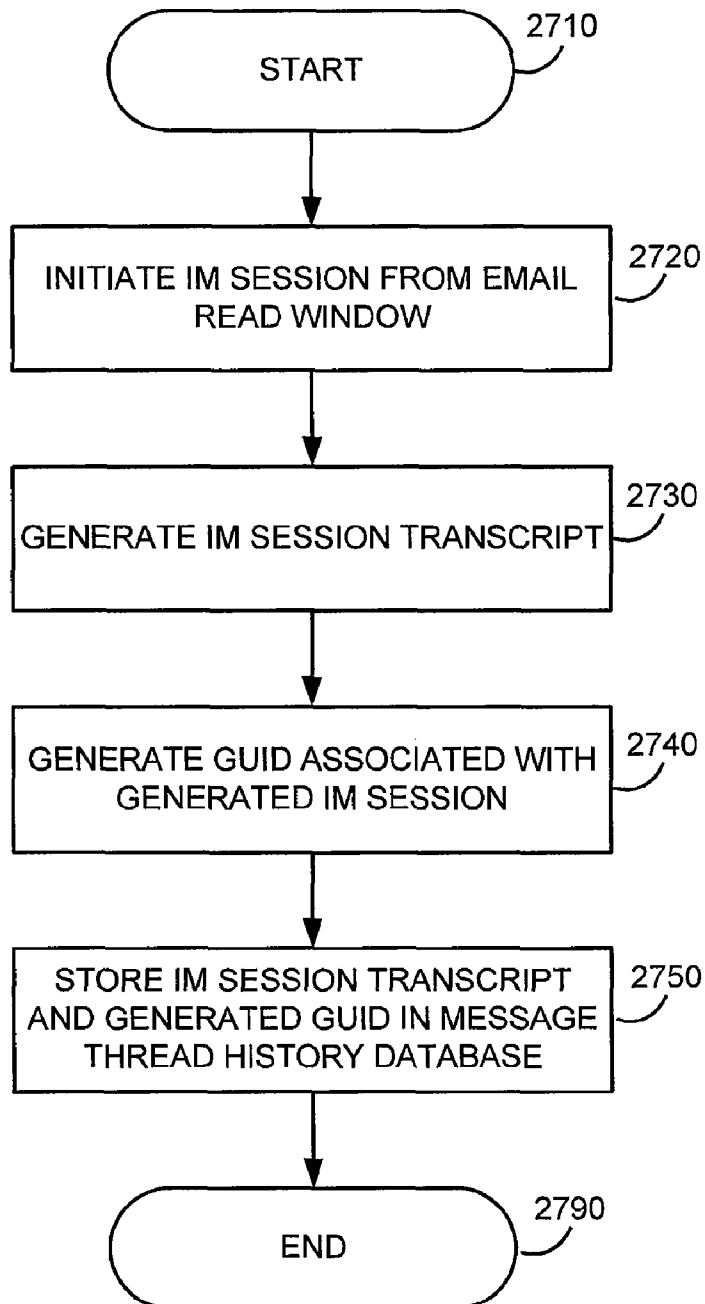 2710
START
2720
INITIATE IM SESSION FROM EMAIL
READ WINDOW
2730
GENERATE IM SESSION TRANSCRIPT
2740
GENERATE GUID ASSOCIATED WITH
GENERATED IM SESSION
2750
STORE IM SESSION TRANSCRIPT
AND GENERATED GUID IN MESSAGE
THREAD HISTORY DATABASE
2790
END